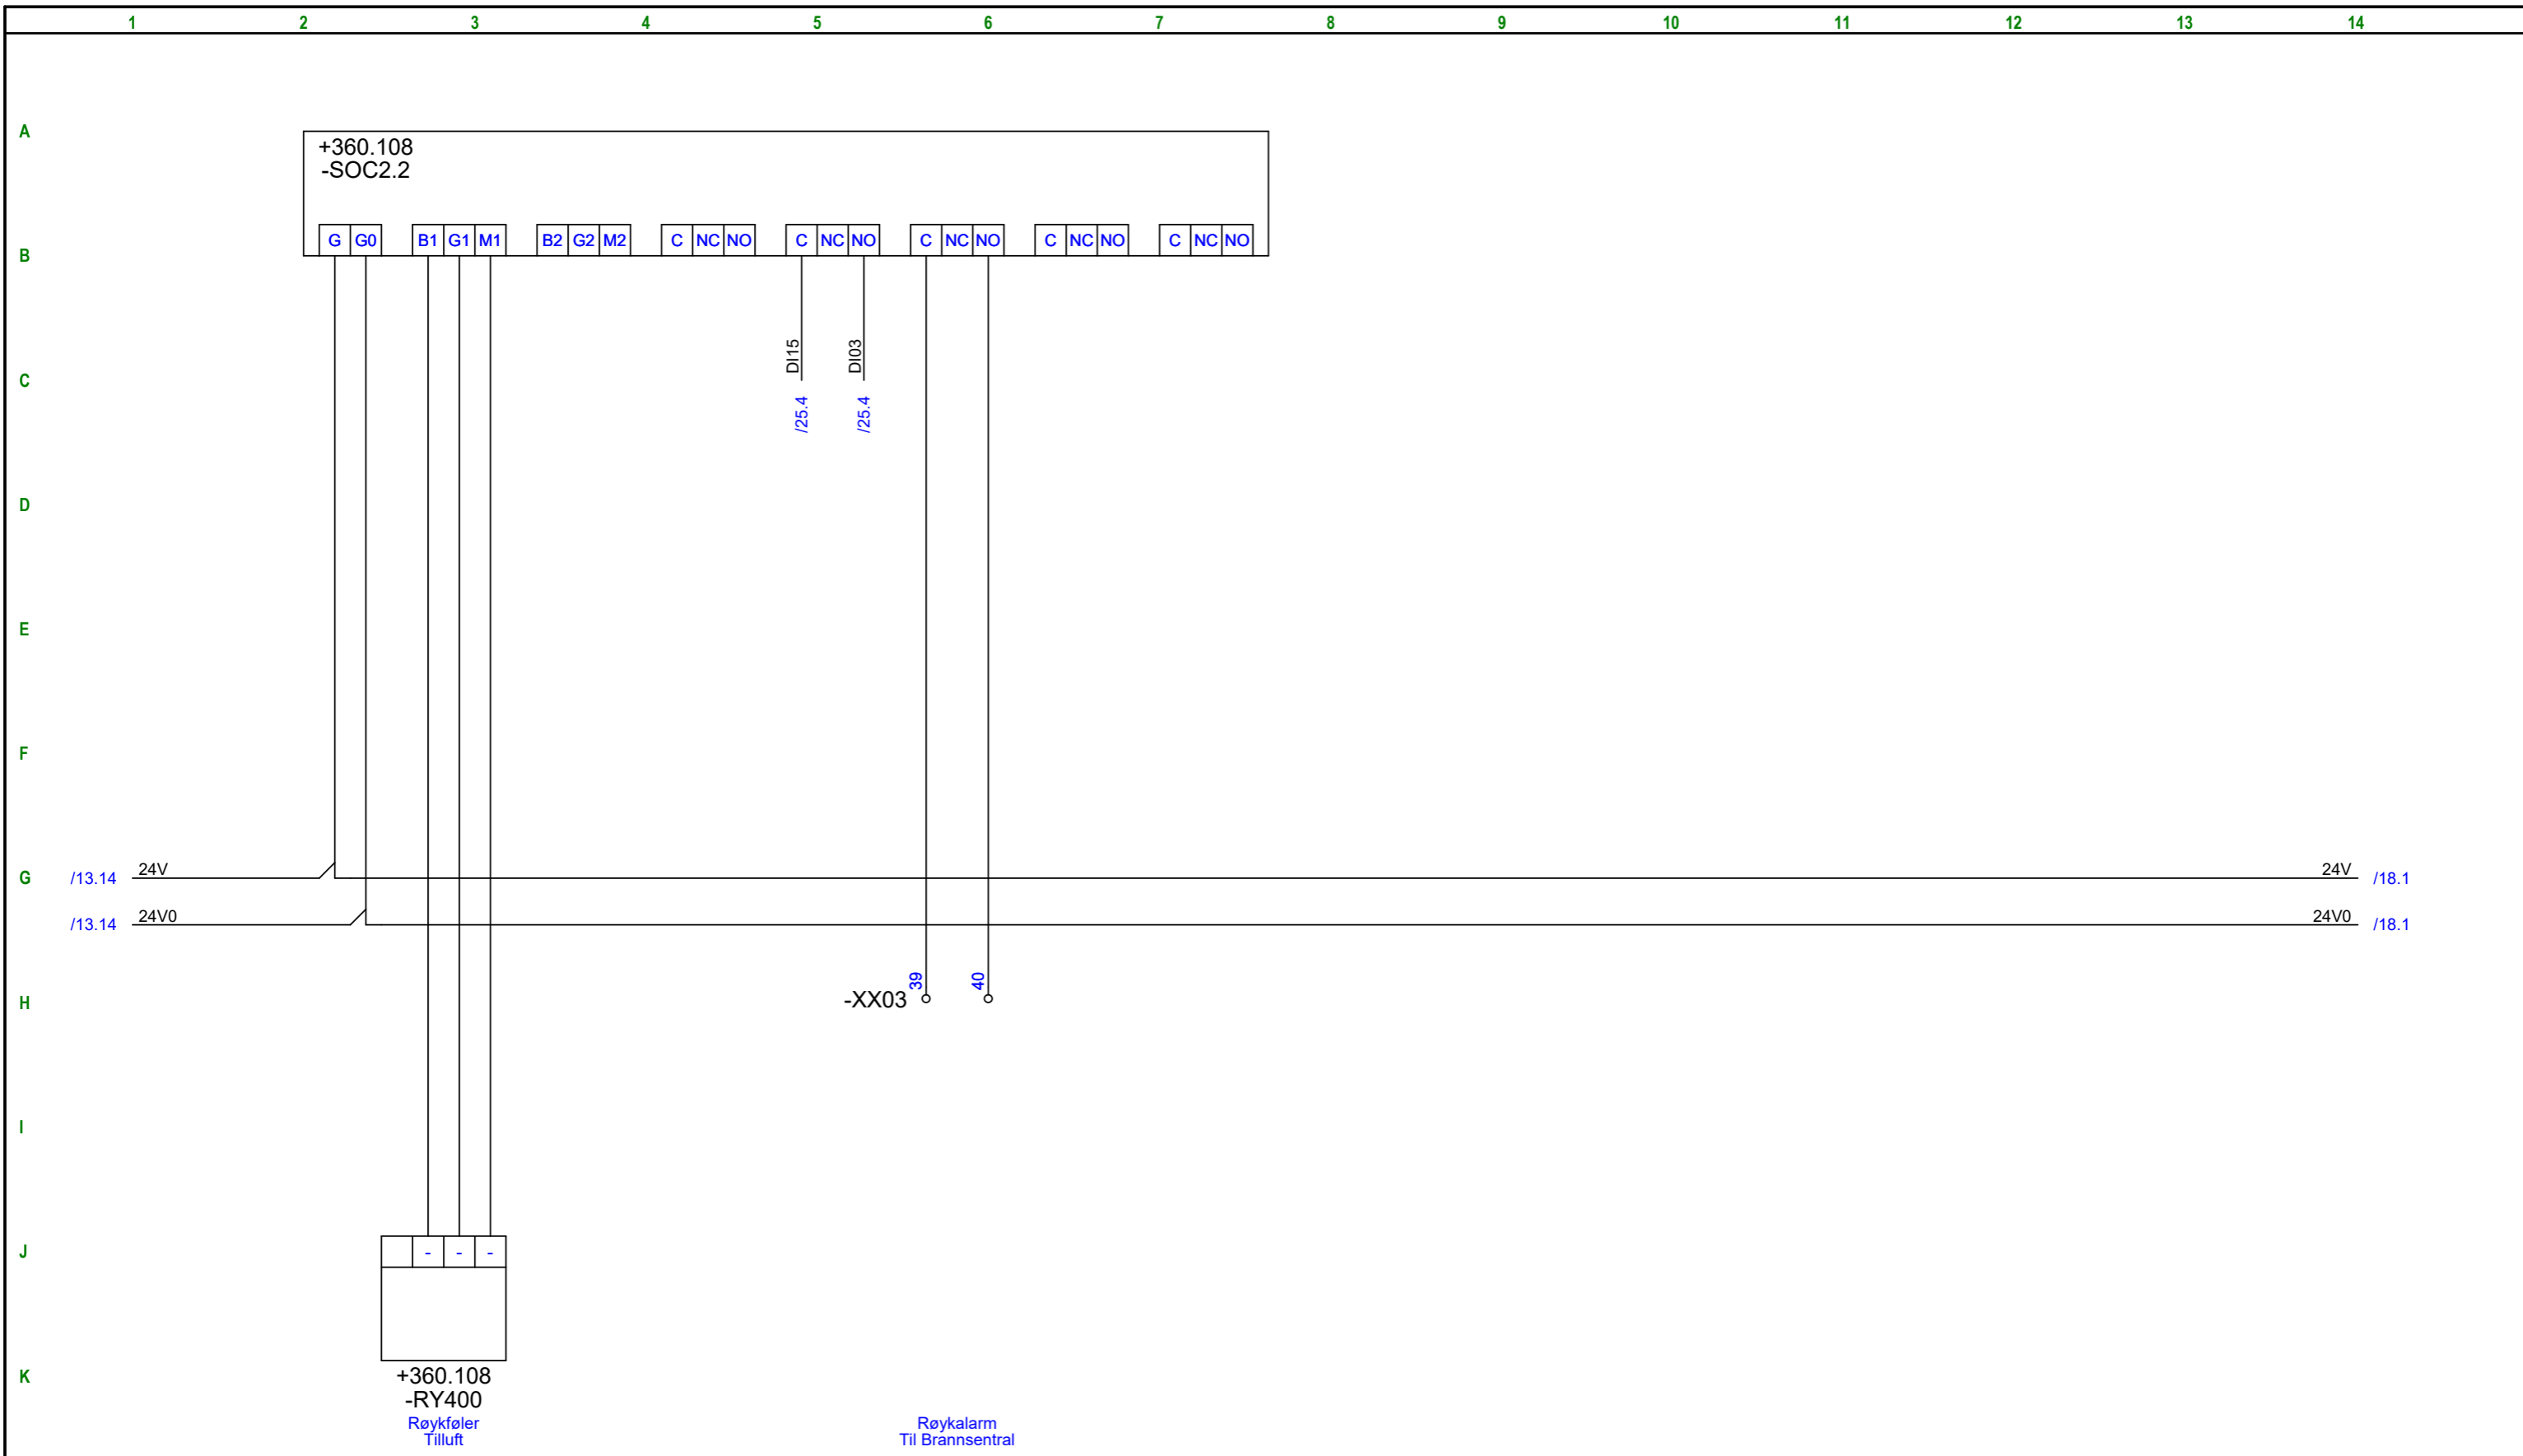 1 2 3 4 5 6 7 8 9 10 11 12 13 14
A
+360.108
-SOC2.2
G G0 B1 G1 M1 B2 G2 M2 C NC NO C NC NO C NC NO C NC NO C NC NO
B
DI15 DI03
C
/25.4 /25.4
D
E
F
G /13.14 24V 24V /18.1
/13.14 24V0 24V0 /18.1
39 40
H -XX03
I
J - - -
K
+360.108
-RY400
Røykføler
Tilluft
Røykalarm
Til Brannsentral